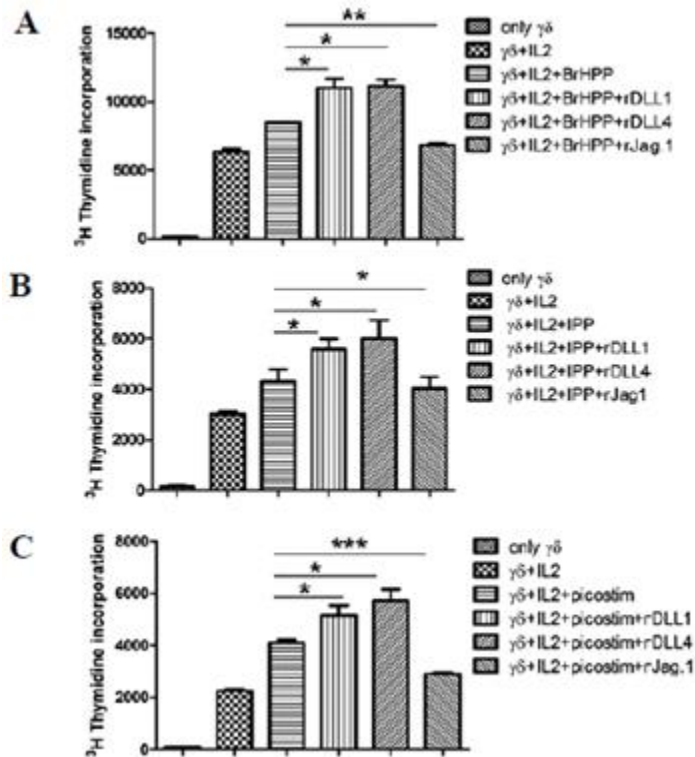 A
³H Thymidine incorporation
15000
10000
5000
0
*
*
**
only γδ
γδ+IL2
γδ+IL2+BrHPP
γδ+IL2+BrHPP+rDLL1
γδ+IL2+BrHPP+rDLL4
γδ+IL2+BrHPP+rJag.1
B
³H Thymidine incorporation
8000
6000
4000
2000
0
*
*
*
only γδ
γδ+IL2
γδ+IL2+IPP
γδ+IL2+IPP+rDLL1
γδ+IL2+IPP+rDLL4
γδ+IL2+IPP+rJag1
C
³H Thymidine incorporation
8000
6000
4000
2000
0
*
*
***
only γδ
γδ+IL2
γδ+IL2+picostim
γδ+IL2+picostim+rDLL1
γδ+IL2+picostim+rDLL4
γδ+IL2+picostim+rJag.1